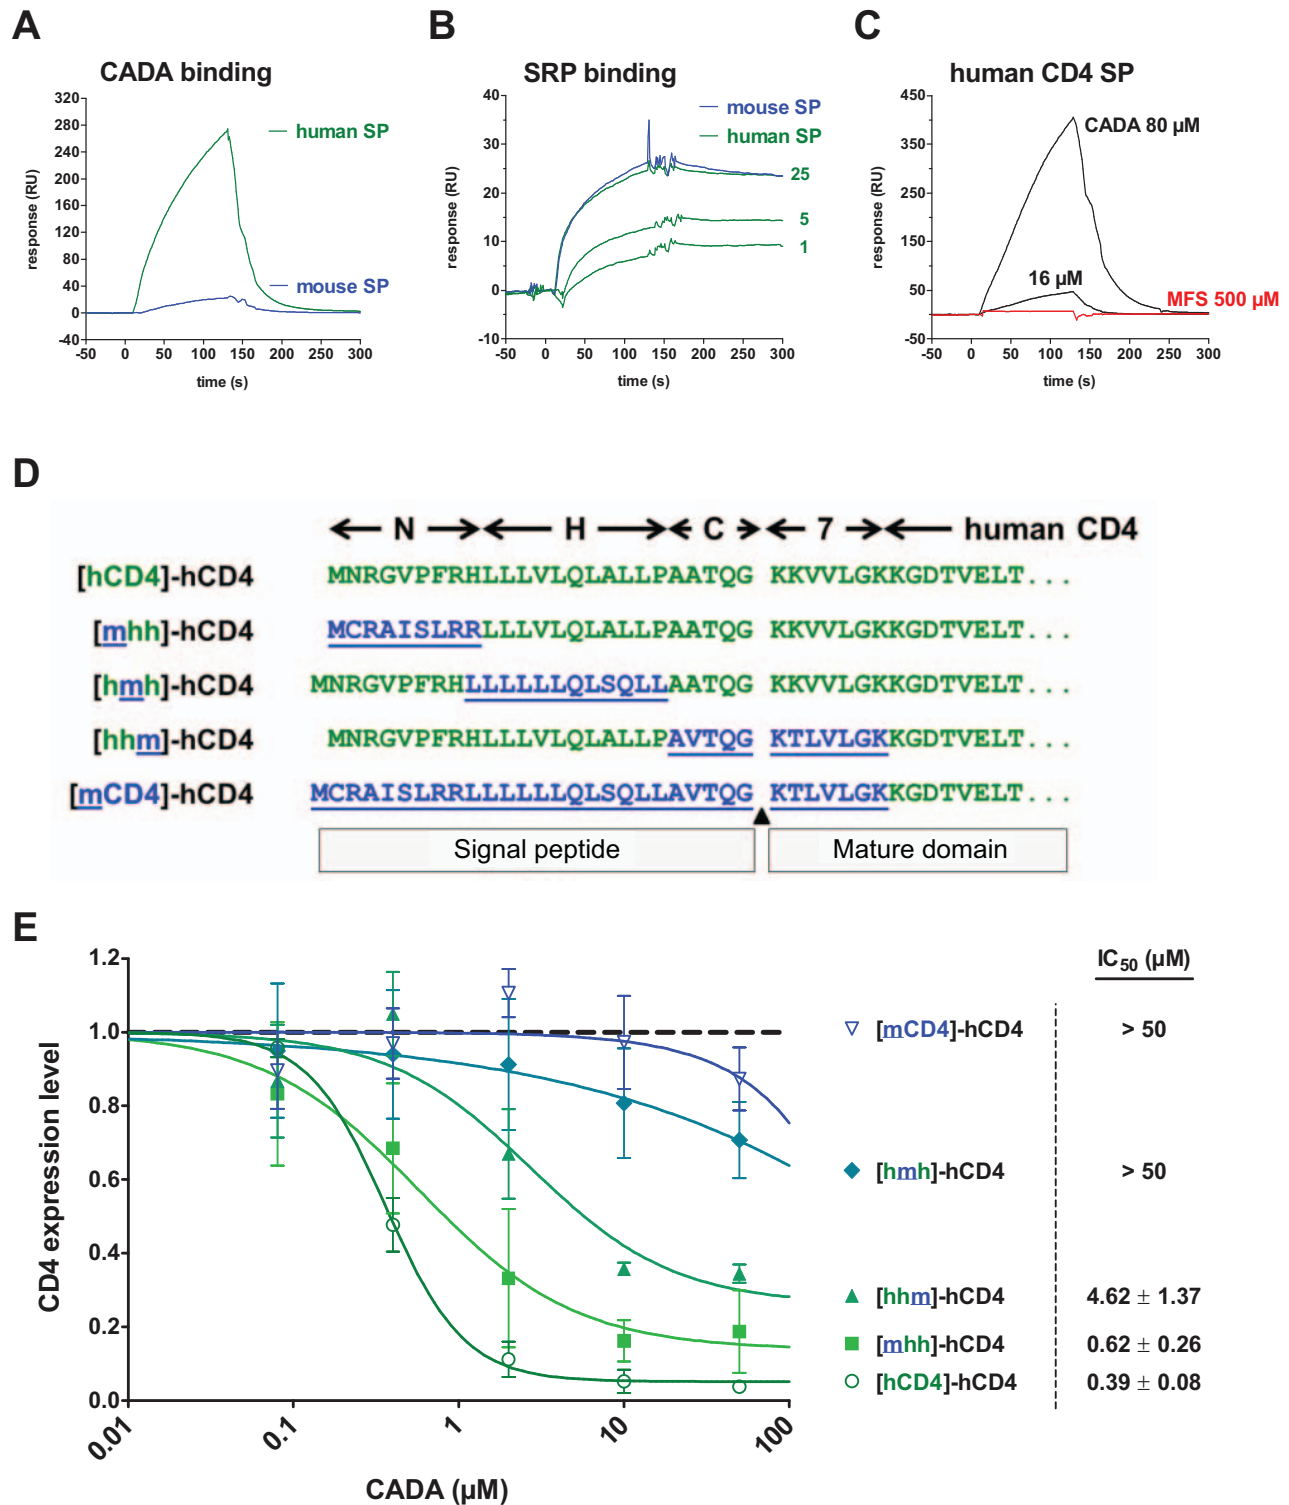 A
CADA binding
320
280
240
200
160
120
80
40
0
-40
response (RU)
human SP
mouse SP
-50 0 50 100 150 200 250 300
time (s)
B
SRP binding
40
30
20
10
0
-10
response (RU)
mouse SP
human SP
25
5
1
-50 0 50 100 150 200 250 300
time (s)
C
human CD4 SP
450
350
250
150
50
-50
response (RU)
CADA 80 µM
16 µM
MFS 500 µM
-50 0 50 100 150 200 250 300
time (s)
D
N H C 7 human CD4
[hCD4]-hCD4 MNRGVPFRHLLLVLQLALLPAATQG KKVVLGKKGDTVELT...
[mhh]-hCD4 MCRAISLRRLLLVLQLALLPAATQG KKVVLGKKGDTVELT...
[hmh]-hCD4 MNRGVPFRHLLLLLLQLSQLLAATQG KKVVLGKKGDTVELT...
[hhm]-hCD4 MNRGVPFRHLLLVLQLALLPAVTQG KTLVLGKKGDTVELT...
[mCD4]-hCD4 MCRAISLRRLLLLLLQLSQLLAVTQG KTLVLGKKGDTVELT...
Signal peptide Mature domain
E
1.2
1.0
0.8
0.6
0.4
0.2
0.0
CD4 expression level
0.01 0.1 1 10 100
CADA (µM)
IC50 (µM)
[mCD4]-hCD4 > 50
[hmh]-hCD4 > 50
[hhm]-hCD4 4.62 ± 1.37
[mhh]-hCD4 0.62 ± 0.26
[hCD4]-hCD4 0.39 ± 0.08